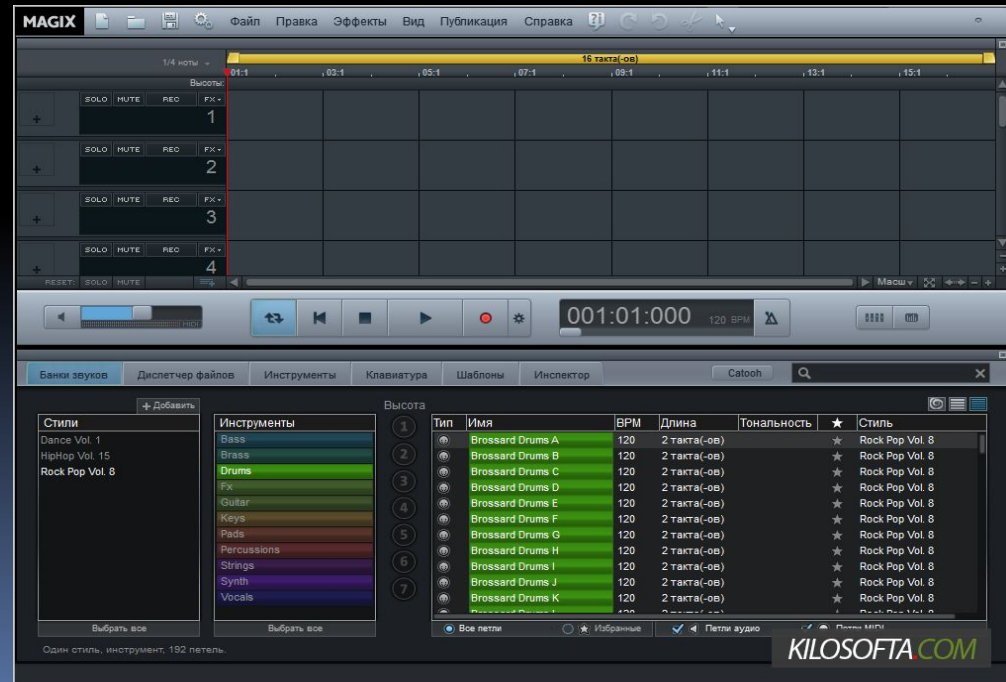 MAGIX Файл Правка Эффекты Вид Публикация Справка
16 такта(-ов)
1/4 ноты
01:1 03:1 05:1 07:1 09:1 11:1 13:1 15:1
Высоты:
SOLO MUTE REC FX
1
SOLO MUTE REC FX
2
SOLO MUTE REC FX
3
SOLO MUTE REC FX
4
RESET: SOLO MUTE Масш
MIDI 001:01:000 120 BPM
Банки звуков Диспетчер файлов Инструменты Клавиатура Шаблоны Инспектор Catooh
+ Добавить Высота
Стили Инструменты Тип Имя BPM Длина Тональность ★ Стиль
Dance Vol. 1 Bass 1 Brossard Drums A 120 2 такта(-ов) Rock Pop Vol. 8
HipHop Vol. 15 Brass 2 Brossard Drums B 120 2 такта(-ов) Rock Pop Vol. 8
Rock Pop Vol. 8 Drums Brossard Drums C 120 2 такта(-ов) Rock Pop Vol. 8
Fx 3 Brossard Drums D 120 2 такта(-ов) Rock Pop Vol. 8
Guitar 4 Brossard Drums E 120 2 такта(-ов) Rock Pop Vol. 8
Keys Brossard Drums F 120 2 такта(-ов) Rock Pop Vol. 8
Pads 5 Brossard Drums G 120 2 такта(-ов) Rock Pop Vol. 8
Percussions Brossard Drums H 120 2 такта(-ов) Rock Pop Vol. 8
Strings 6 Brossard Drums I 120 2 такта(-ов) Rock Pop Vol. 8
Synth Brossard Drums J 120 2 такта(-ов) Rock Pop Vol. 8
Vocals 7 Brossard Drums K 120 2 такта(-ов) Rock Pop Vol. 8
Выбрать все Выбрать все Все петли Избранные Петли аудио Петли MIDI
Один стиль, инструмент, 192 петель.
KILOSOFTA.COM